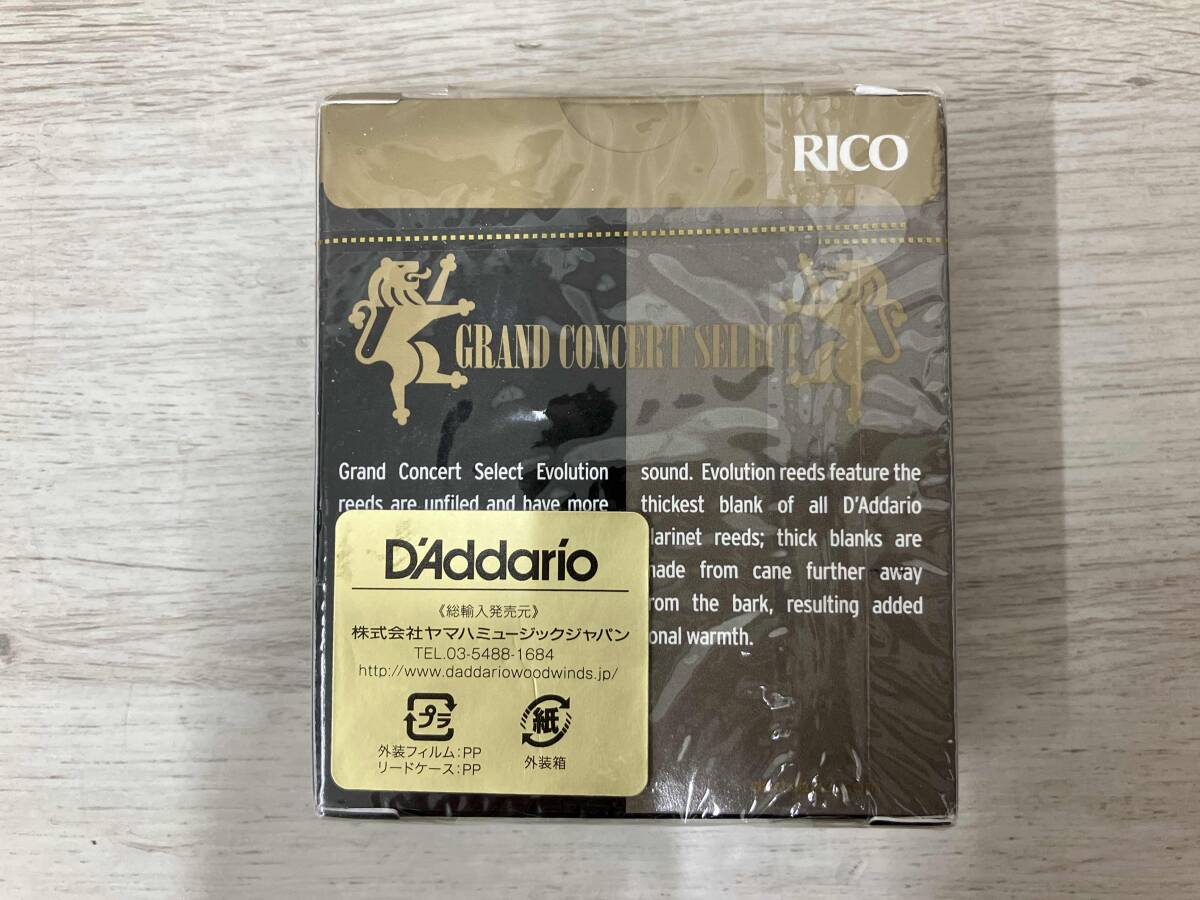 RICO
GRAND CONCERT SELECT
Grand Concert Select Evolution
reeds are unfiled and have more
sound. Evolution reeds feature the
thickest blank of all D'Addario
clarinet reeds; thick blanks are
made from cane further away
from the bark, resulting added
tonal warmth.
D'Addario
《総輸入発売元》
株式会社ヤマハミュージックジャパン
TEL.03-5488-1684
http://www.daddariowoodwinds.jp/
プラ
紙
外装フィルム:PP
リードケース:PP
外装箱